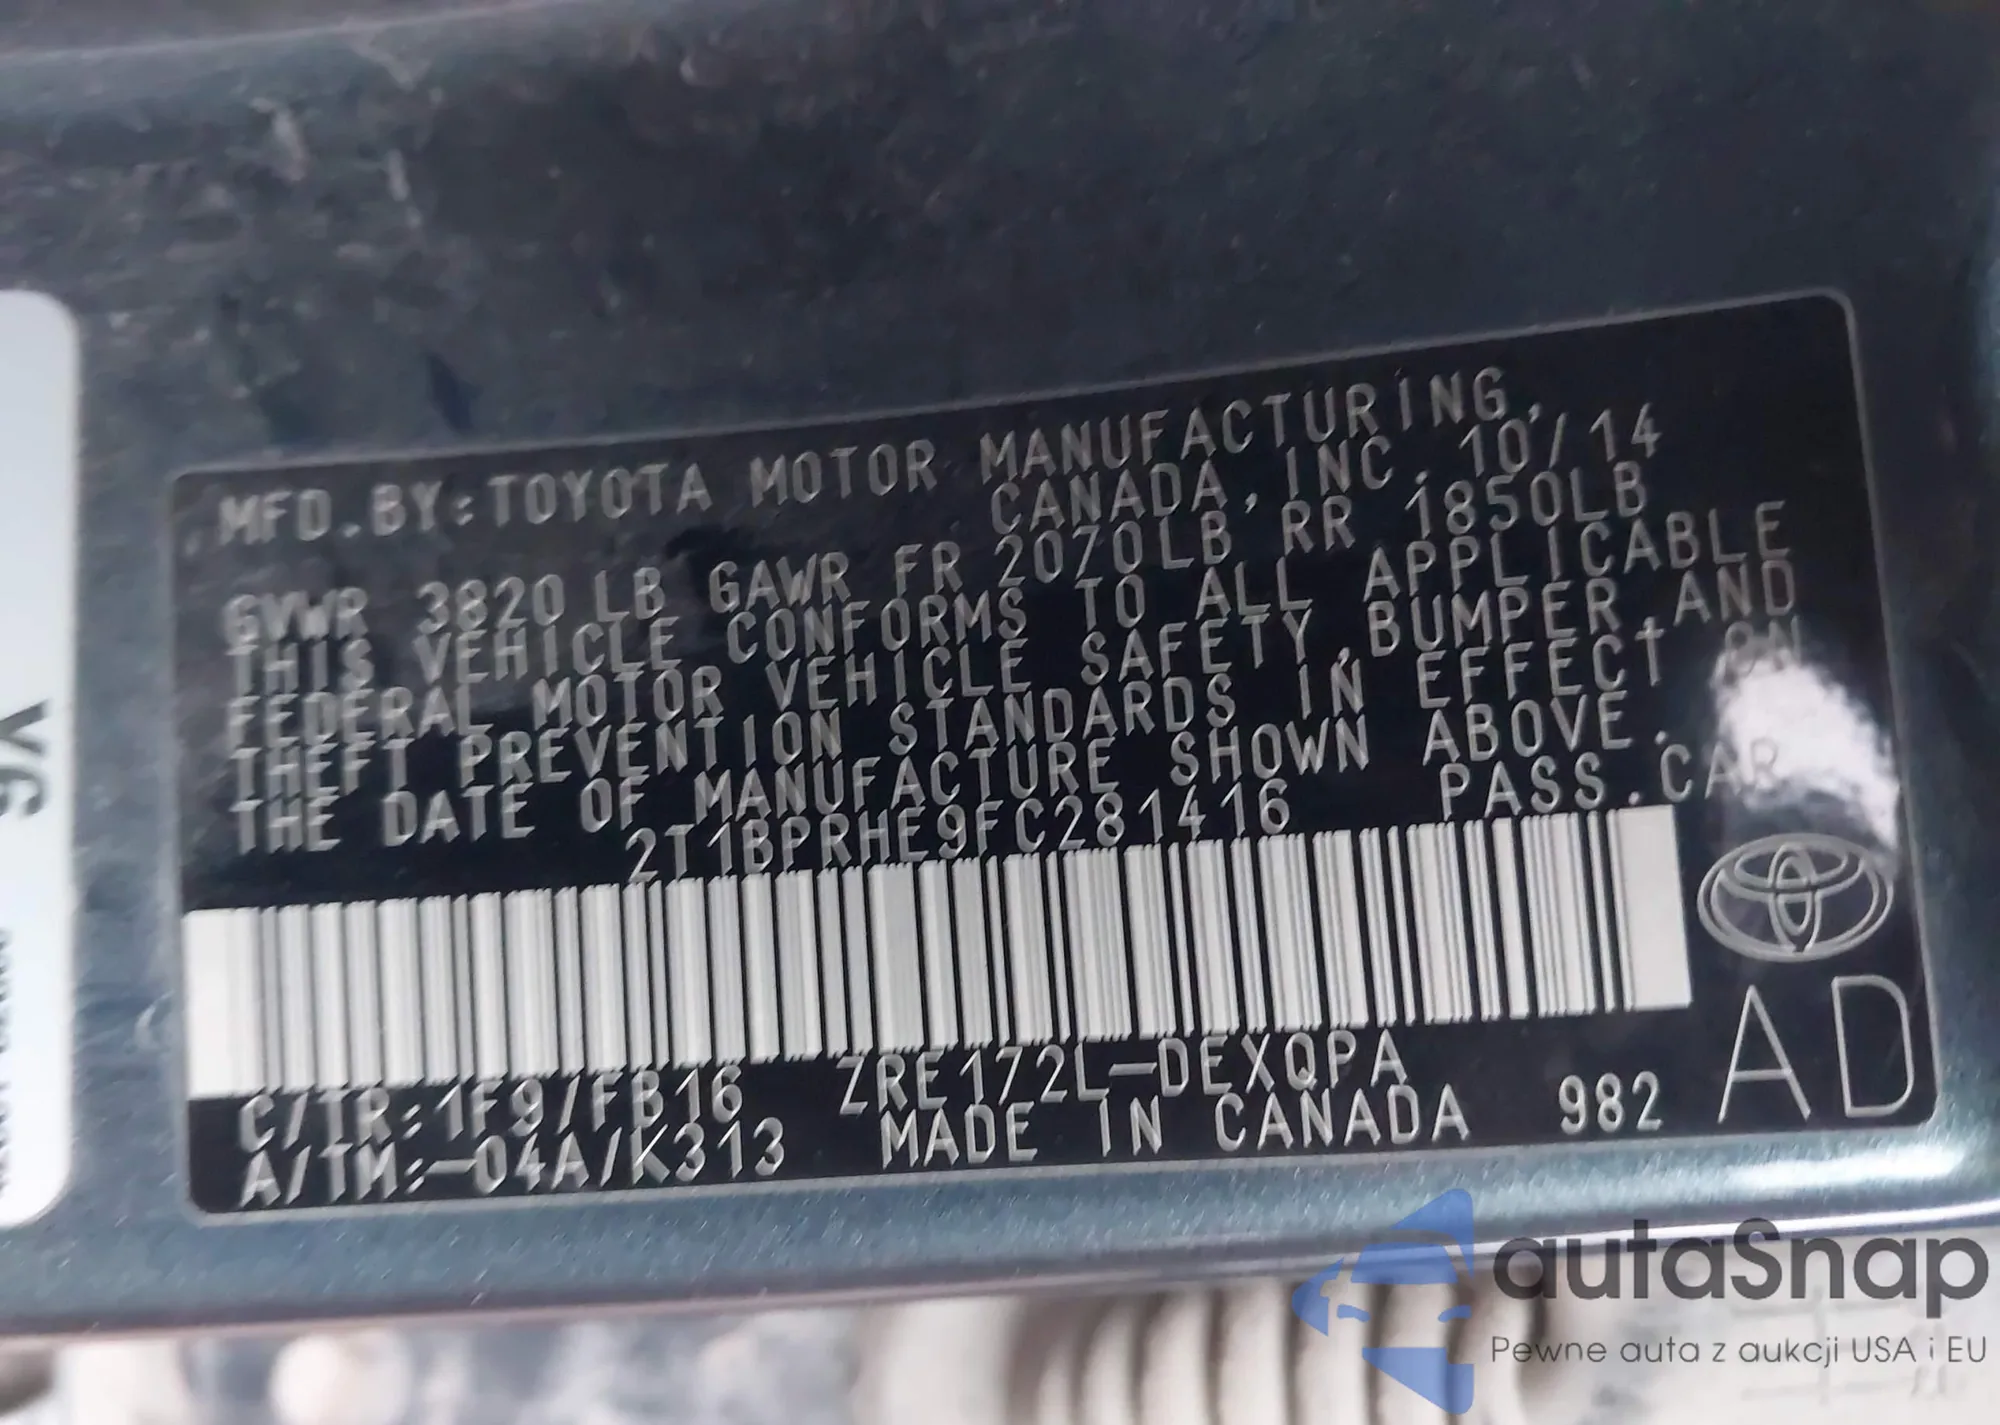 MFD.BY:TOYOTA MOTOR MANUFACTURING,
CANADA, INC. 10/14
GVWR 3820LB GAWR FR 2070LB RR 1850LB
THIS VEHICLE CONFORMS TO ALL APPLICABLE
FEDERAL MOTOR VEHICLE SAFETY,BUMPER,AND
THEFT PREVENTION STANDARDS IN EFFECT ON
THE DATE OF MANUFACTURE SHOWN ABOVE.
2T1BPRHE9FC281416 PASS.CAR
C/TR:1F9/FB16 ZRE172L-DEXQPA
A/TM:-04A/K313 MADE IN CANADA 982
AD
autaSnap
Pewne auta z aukcji USA i EU